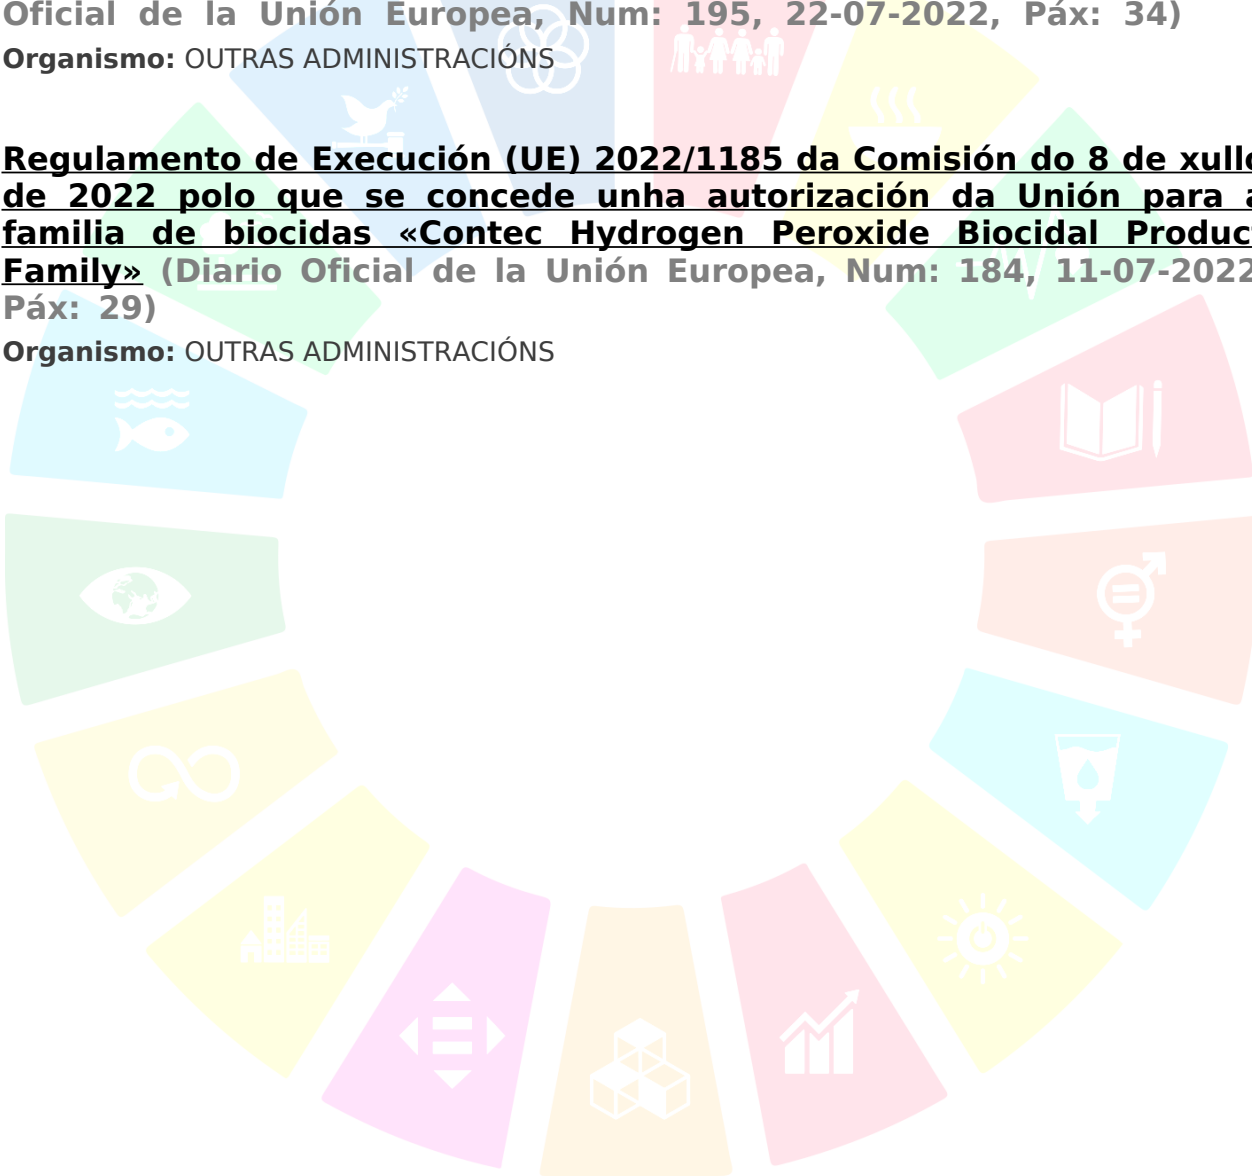 Oficial de la Unión Europea, Num: 195, 22-07-2022, Páx: 34)
Organismo: OUTRAS ADMINISTRACIÓNS
Regulamento de Execución (UE) 2022/1185 da Comisión do 8 de xullo
de 2022 polo que se concede unha autorización da Unión para a
familia de biocidas «Contec Hydrogen Peroxide Biocidal Product
Family» (Diario Oficial de la Unión Europea, Num: 184, 11-07-2022
Páx: 29)
Organismo: OUTRAS ADMINISTRACIÓNS